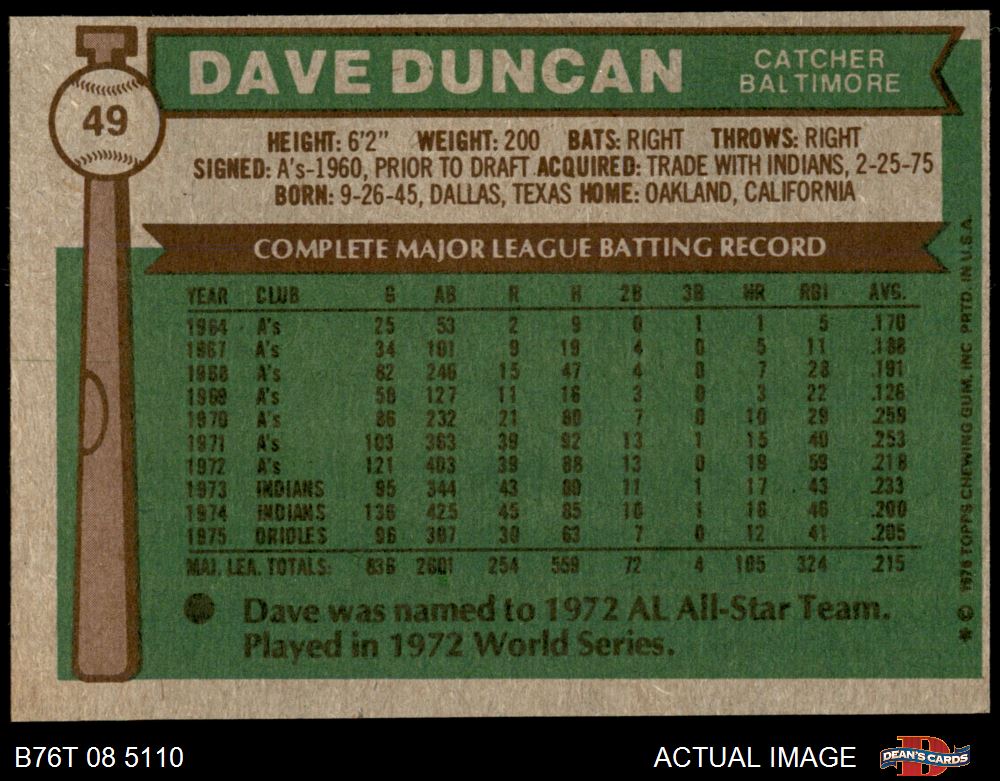 49
DAVE DUNCAN
CATCHER
BALTIMORE
HEIGHT: 6'2" WEIGHT: 200 BATS: RIGHT THROWS: RIGHT
SIGNED: A's-1960, PRIOR TO DRAFT ACQUIRED: TRADE WITH INDIANS, 2-25-75
BORN: 9-26-45, DALLAS, TEXAS HOME: OAKLAND, CALIFORNIA
COMPLETE MAJOR LEAGUE BATTING RECORD
YEAR CLUB G AB R H 2B 3B HR RBI AVG.
1964 A's 25 53 2 9 0 1 1 5 .170
1967 A's 34 101 9 19 4 0 5 11 .188
1968 A's 82 246 15 47 4 0 7 28 .191
1969 A's 58 127 11 16 3 0 3 22 .126
1970 A's 86 232 21 60 7 0 10 29 .259
1971 A's 103 363 39 92 13 1 15 40 .253
1972 A's 121 403 39 88 13 0 19 59 .218
1973 INDIANS 95 344 43 80 11 1 17 43 .233
1974 INDIANS 136 425 45 85 10 1 16 46 .200
1975 ORIOLES 96 307 30 63 7 0 12 41 .205
MAJ. LEA. TOTALS: 836 2601 254 559 72 4 105 324 .215
Dave was named to 1972 AL All-Star Team.
Played in 1972 World Series.
* © 1976 TOPPS CHEWING GUM, INC PRTD. IN U.S.A.
B76T 08 5110
ACTUAL IMAGE
DEAN'S CARDS